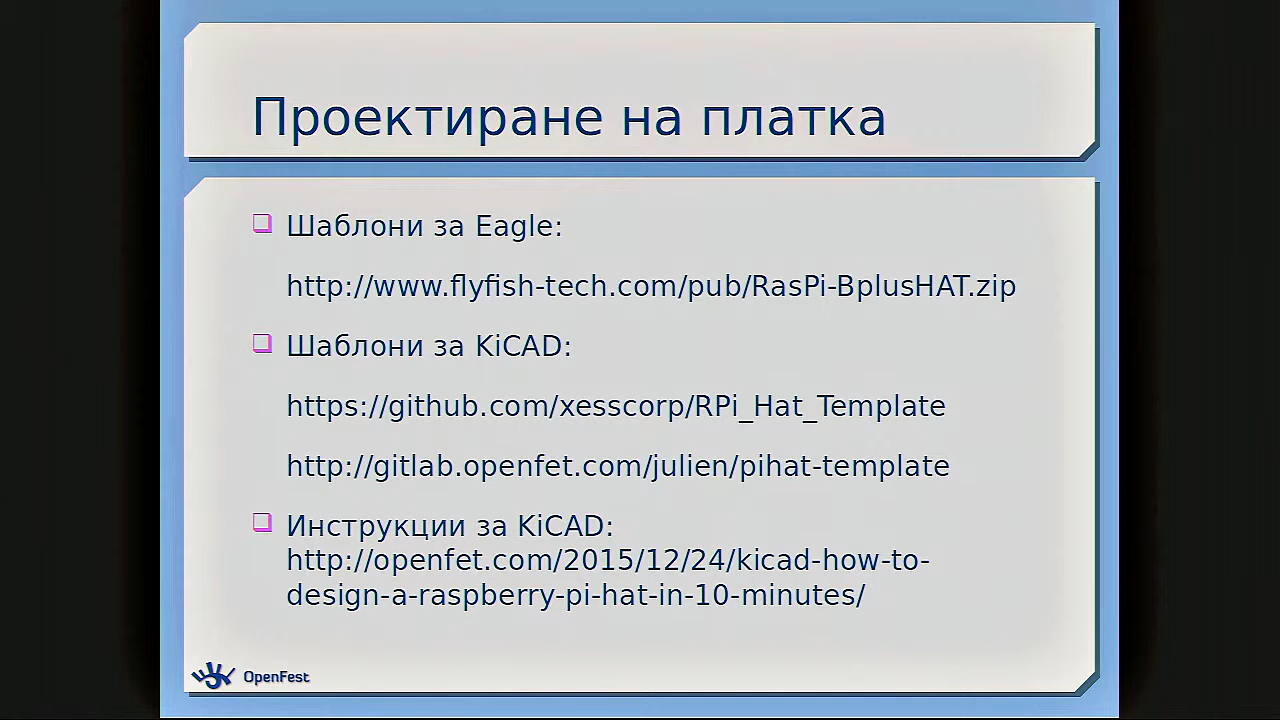 Проектиране на платка
Шаблони за Eagle:
http://www.flyfish-tech.com/pub/RasPi-BplusHAT.zip
Шаблони за KiCAD:
https://github.com/xesscorp/RPi_Hat_Template
http://gitlab.openfet.com/julien/pihat-template
Инструкции за KiCAD:
http://openfet.com/2015/12/24/kicad-how-to-
design-a-raspberry-pi-hat-in-10-minutes/
OpenFest